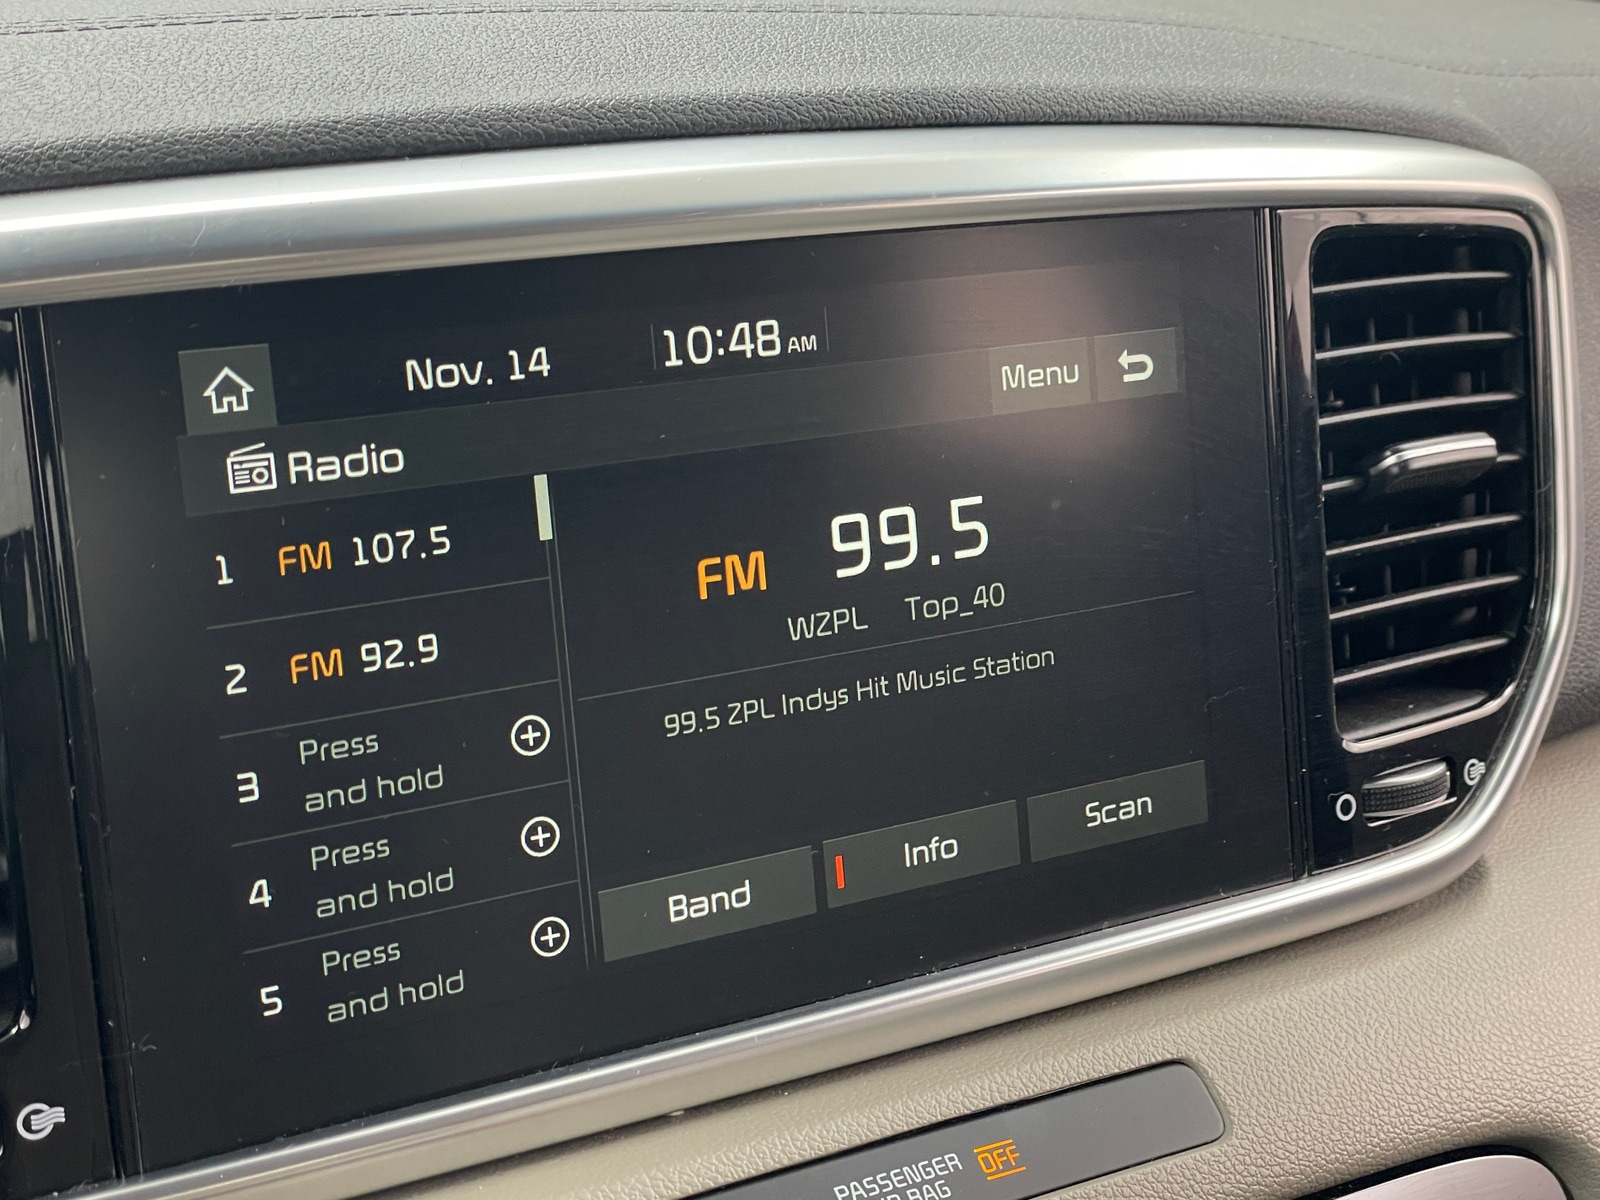 Nov. 14
10:48 AM
Menu
Radio
1 FM 107.5
2 FM 92.9
3 Press
and hold
4 Press
and hold
5 Press
and hold
FM 99.5
WZPL Top_40
99.5 ZPL Indys Hit Music Station
Band
Info
Scan
PASSENGER OFF
BAG